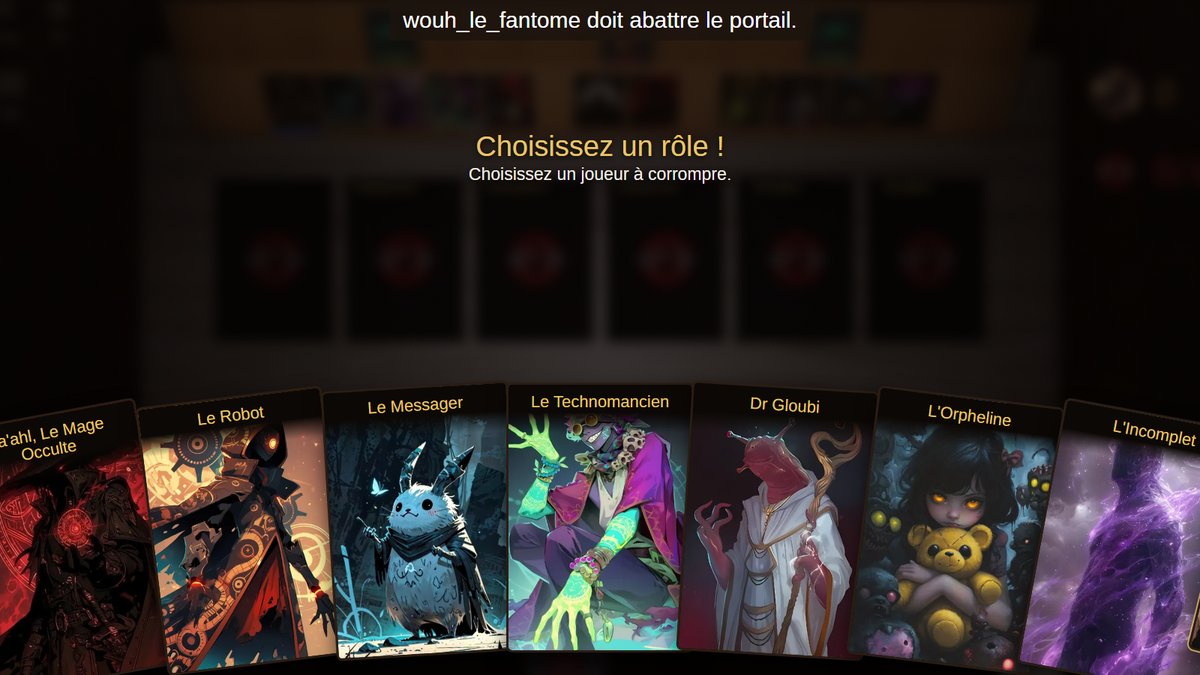 wouh_le_fantome doit abattre le portail.
Choisissez un rôle !
Choisissez un joueur à corrompre.
a'ahl, Le Mage
Occulte
Le Robot
Le Messager
Le Technomancien
Dr Gloubi
L'Orpheline
L'Incomplet